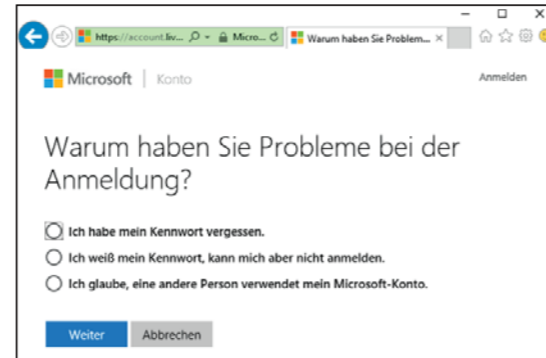 https://account.liv... Micro... Warum haben Sie Problem...
Microsoft Konto Anmelden
Warum haben Sie Probleme bei der
Anmeldung?
Ich habe mein Kennwort vergessen.
Ich weiß mein Kennwort, kann mich aber nicht anmelden.
Ich glaube, eine andere Person verwendet mein Microsoft-Konto.
Weiter Abbrechen